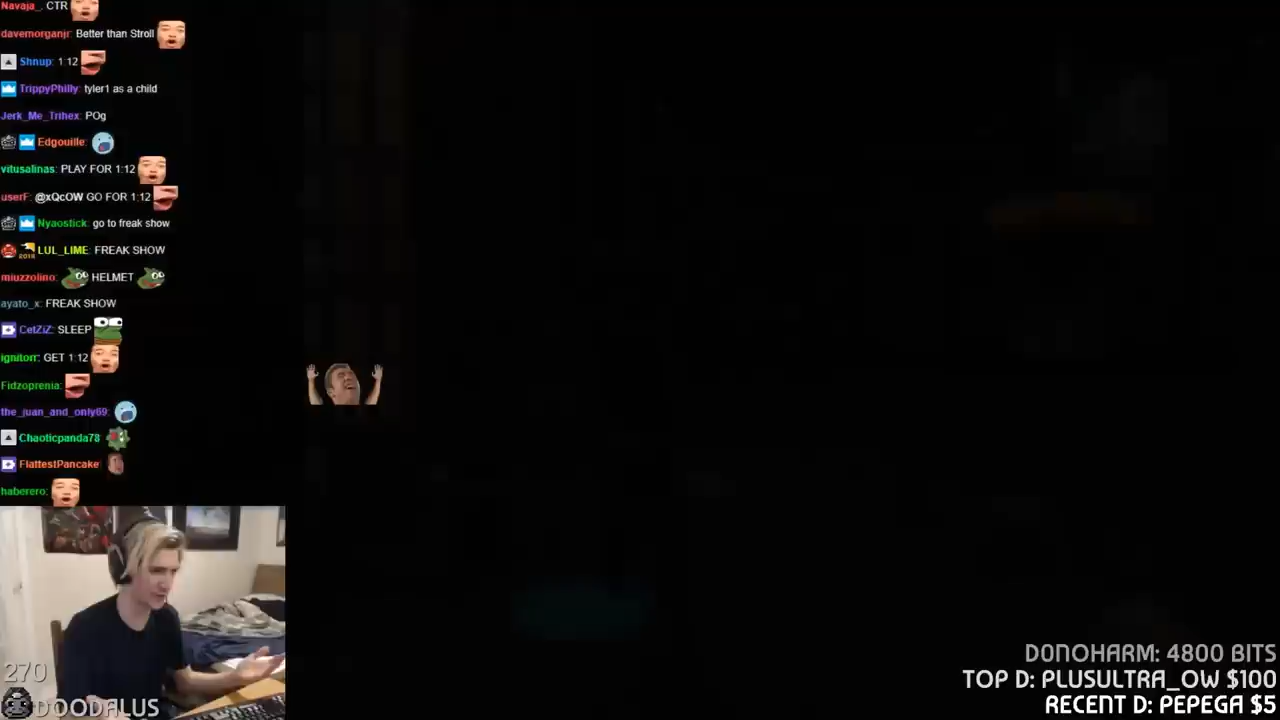 Navaja_. CTR
davemorganjr: Better than Stroll
Shnup: 1:12
TrippyPhilly: tyler1 as a child
Jerk_Me_Trihex: POg
Edgouille:
vitusalinas: PLAY FOR 1:12
userF: @xQcOW GO FOR 1:12
Nyaostick: go to freak show
LUL_LIME: FREAK SHOW
miuzzolino: HELMET
ayato_x: FREAK SHOW
CetZiZ: SLEEP
ignitorr: GET 1:12
Fidzoprenia:
the_juan_and_only69:
Chaoticpanda78
FlattestPancake:
haberero:
270
DOODALUS
DONOHARM: 4800 BITS
TOP D: PLUSULTRA_OW $100
RECENT D: PEPEGA $5